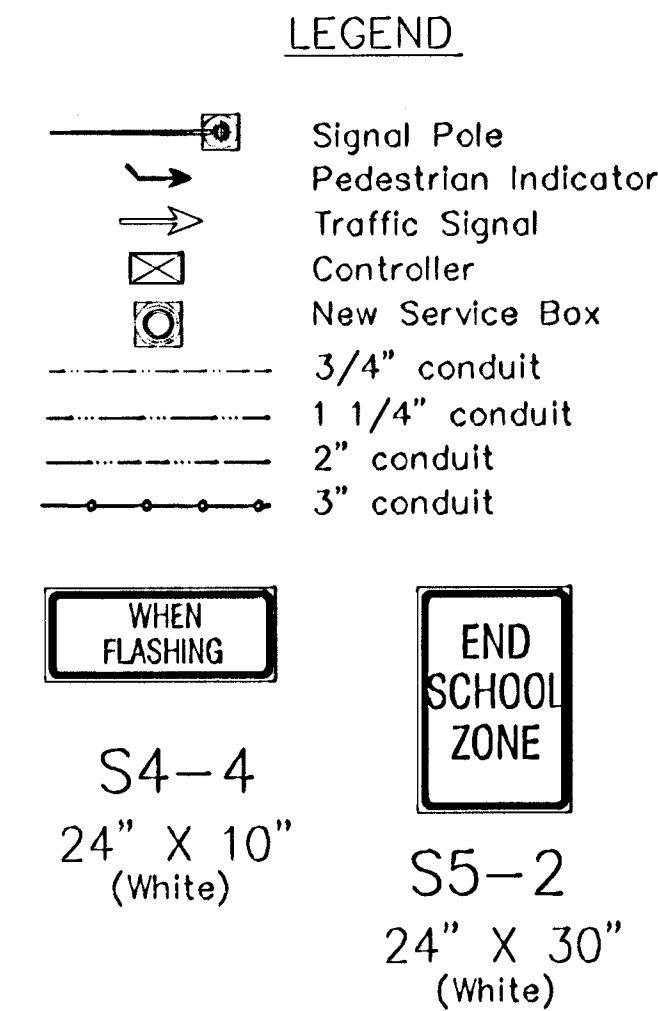 LEGEND
Signal Pole
Pedestrian Indicator
Traffic Signal
Controller
New Service Box
3/4" conduit
1 1/4" conduit
2" conduit
3" conduit
WHEN
FLASHING
S4-4
24" X 10"
(White)
END
SCHOOL
ZONE
S5-2
24" X 30"
(White)